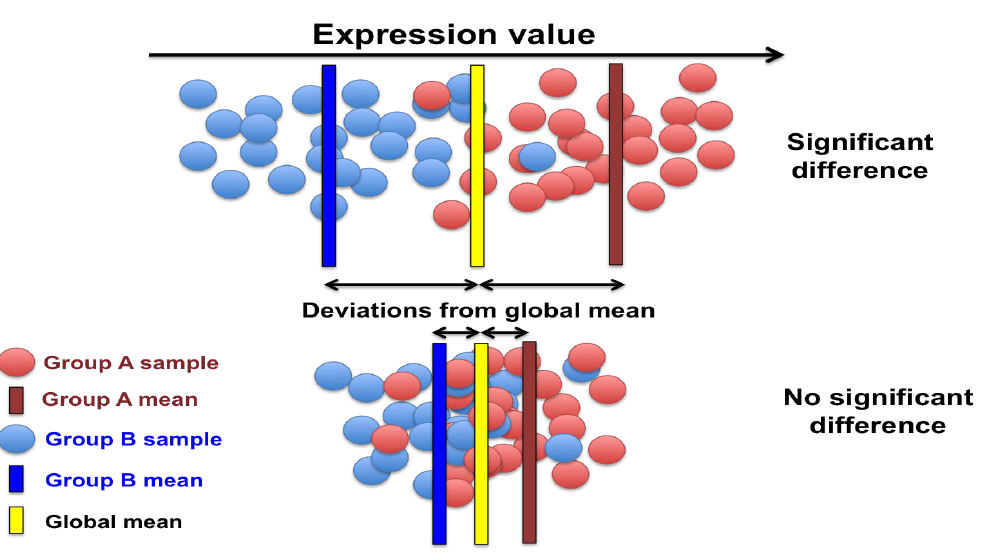 Expression value
Significant
difference
Deviations from global mean
Group A sample
Group A mean
Group B sample
Group B mean
Global mean
No significant
difference